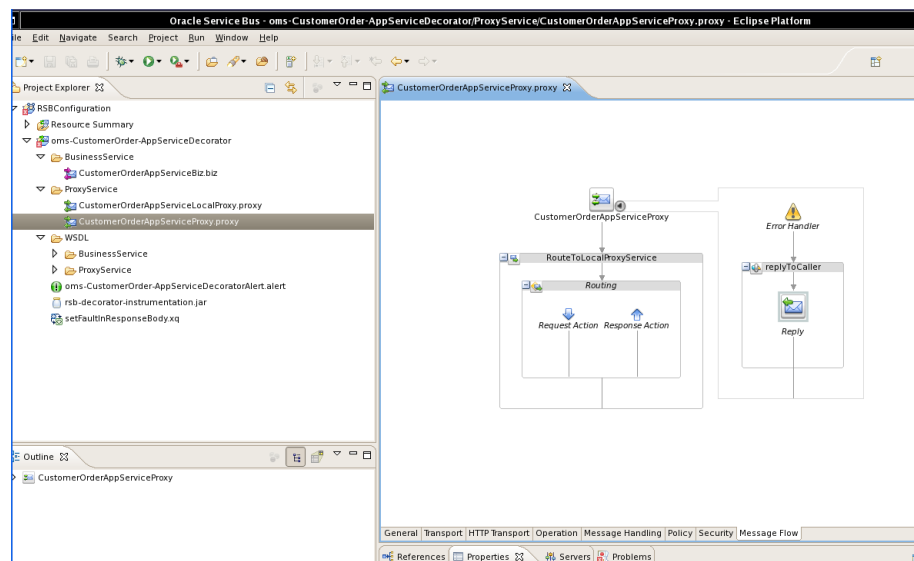 Oracle Service Bus - oms-CustomerOrder-AppServiceDecorator/ProxyService/CustomerOrderAppServiceProxy.proxy - Eclipse Platform
Edit Navigate Search Project Run Window Help
Project Explorer
RSBConfiguration
Resource Summary
oms-CustomerOrder-AppServiceDecorator
BusinessService
CustomerOrderAppServiceBiz.biz
ProxyService
CustomerOrderAppServiceLocalProxy.proxy
CustomerOrderAppServiceProxy.proxy
WSDL
BusinessService
ProxyService
oms-CustomerOrder-AppServiceDecoratorAlert.alert
rsb-decorator-instrumentation.jar
setFaultInResponseBody.xq
Outline
CustomerOrderAppServiceProxy
CustomerOrderAppServiceProxy.proxy
CustomerOrderAppServiceProxy
RouteToLocalProxyService
Routing
Request Action Response Action
Error Handler
replyToCaller
Reply
General Transport HTTP Transport Operation Message Handling Policy Security Message Flow
References Properties Servers Problems